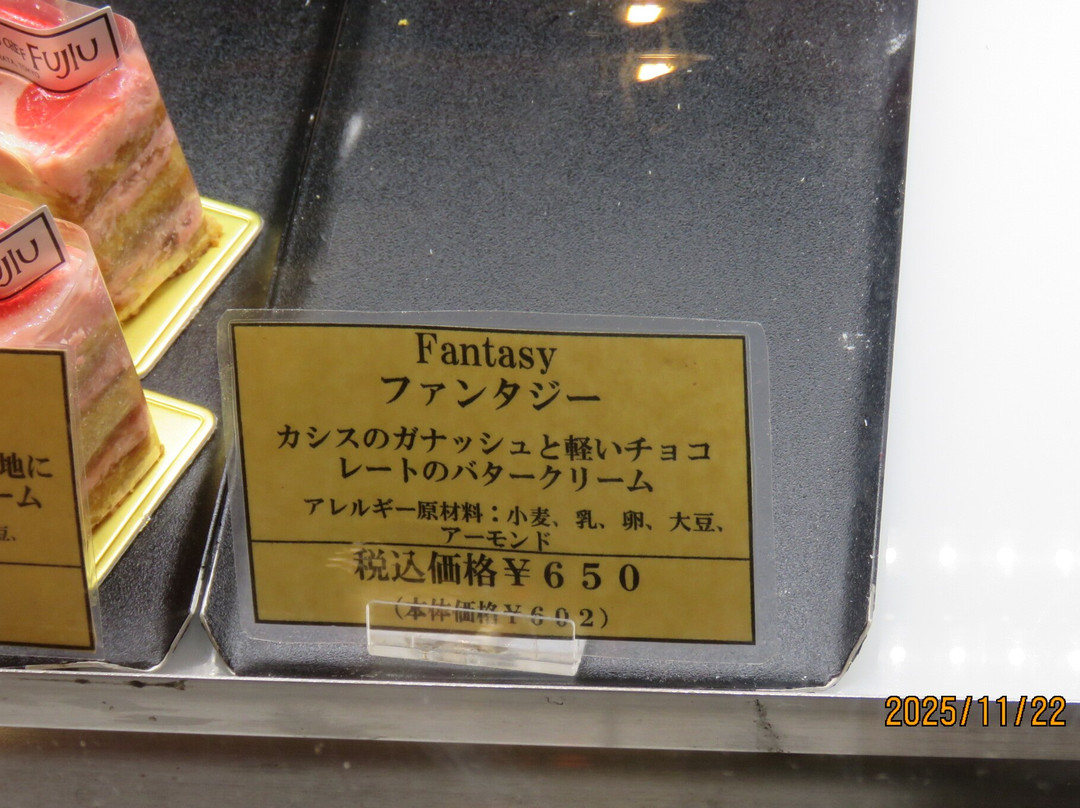 FUJIU
Fantasy
ファンタジー
カシスのガナッシュと軽いチョコ
レートのバタークリーム
アレルギー原材料：小麦、乳、卵、大豆、
アーモンド
税込価格￥６５０
（本体価格￥６０２）
地に
ーム
豆、
2025/11/22